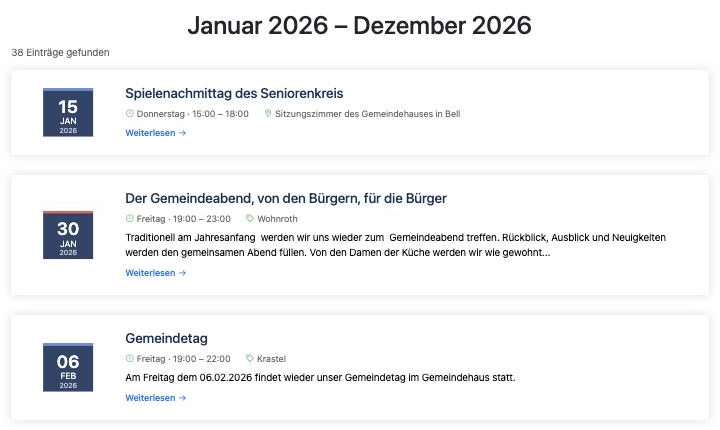 Januar 2026 – Dezember 2026
38 Einträge gefunden
15
JAN
2026
Spielenachmittag des Seniorenkreis
Donnerstag · 15:00 – 18:00 Sitzungszimmer des Gemeindehauses in Bell
Weiterlesen →
30
JAN
2026
Der Gemeindeabend, von den Bürgern, für die Bürger
Freitag · 19:00 – 23:00 Wohnroth
Traditionell am Jahresanfang  werden wir uns wieder zum  Gemeindeabend treffen. Rückblick, Ausblick und Neuigkeiten
werden den gemeinsamen Abend füllen. Von den Damen der Küche werden wir wie gewohnt...
Weiterlesen →
06
FEB
2026
Gemeindetag
Freitag · 19:00 – 22:00 Krastel
Am Freitag dem 06.02.2026 findet wieder unser Gemeindetag im Gemeindehaus statt.
Weiterlesen →